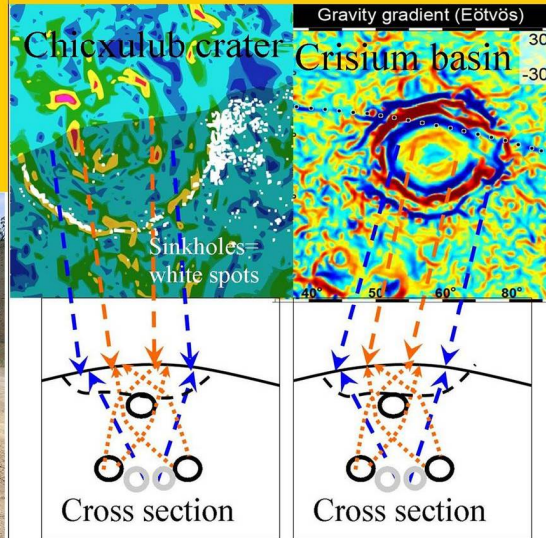 Gravity gradient (Eötvös)
Chicxulub crater
Crisium basin
30
-30
Sinkholes=
white spots
40° 50° 60° 80°
Cross section
Cross section